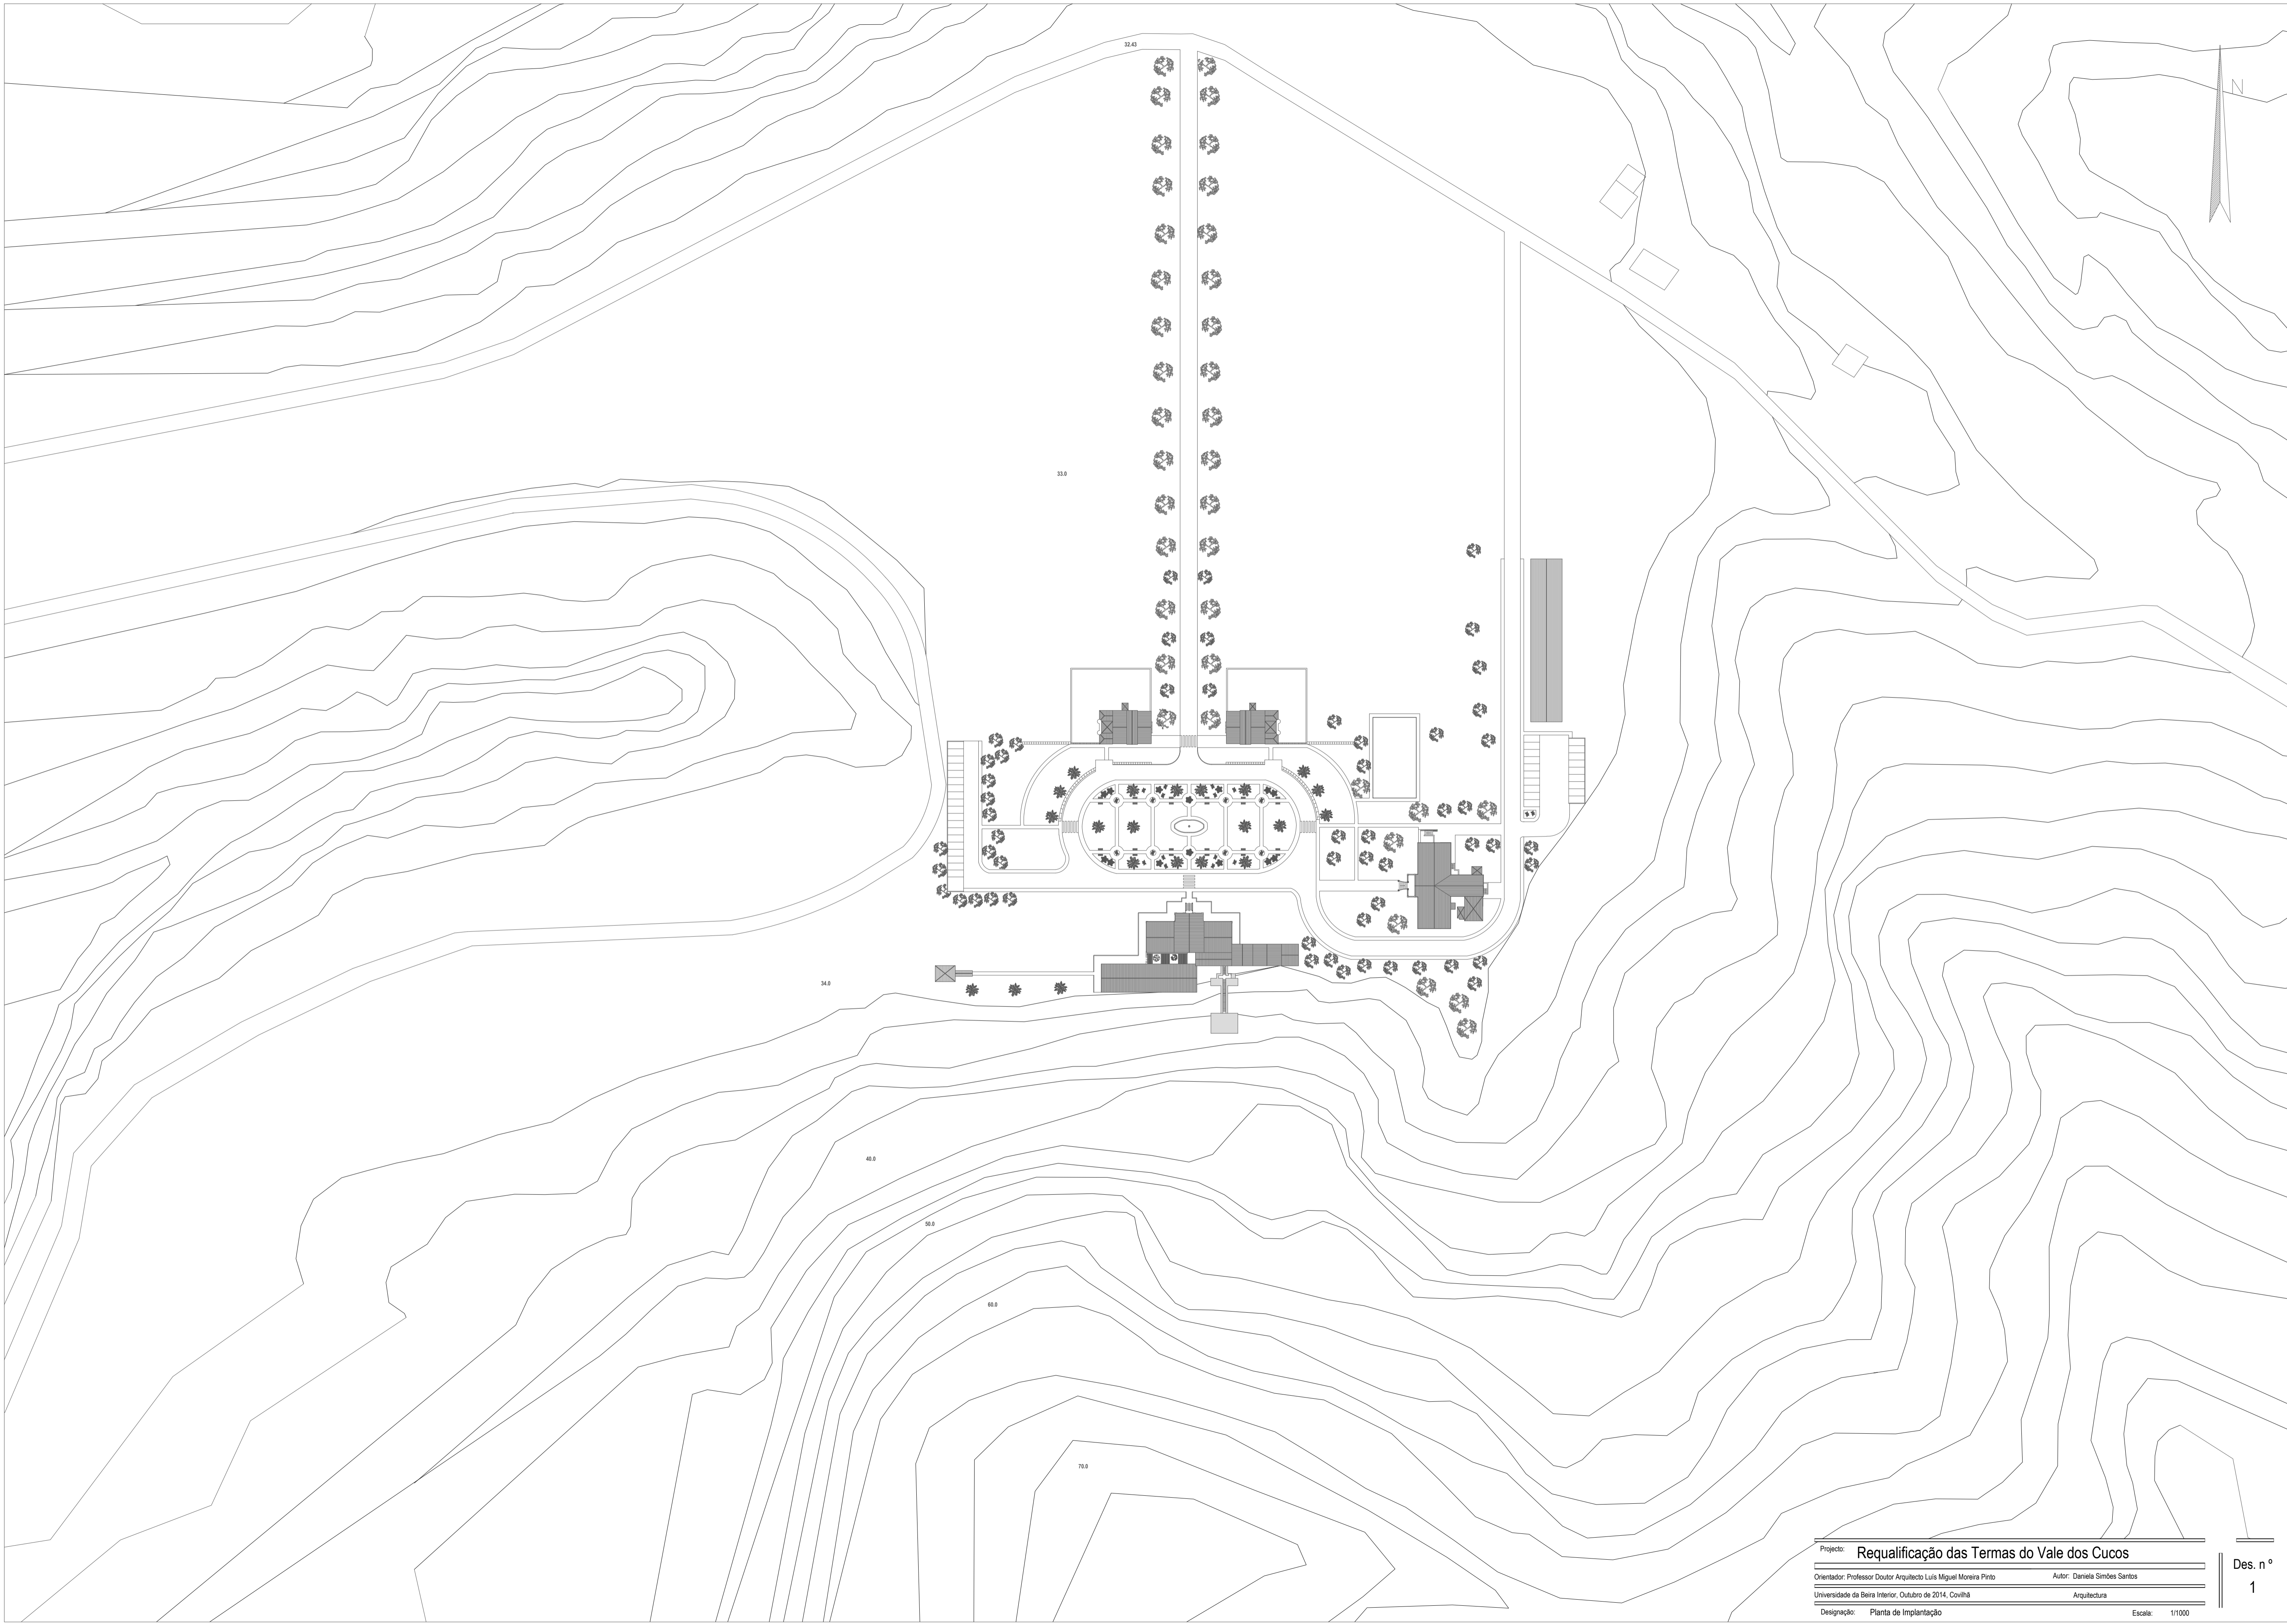 32.43
N
33.0
34.0
40.0
50.0
60.0
70.0
Projecto: Requalificação das Termas do Vale dos Cucos
Orientador: Professor Doutor Arquitecto Luís Miguel Moreira Pinto Autor: Daniela Simões Santos
Universidade da Beira Interior, Outubro de 2014, Covilhã Arquitectura
Designação: Planta de Implantação Escala: 1/1000
Des. n º
1